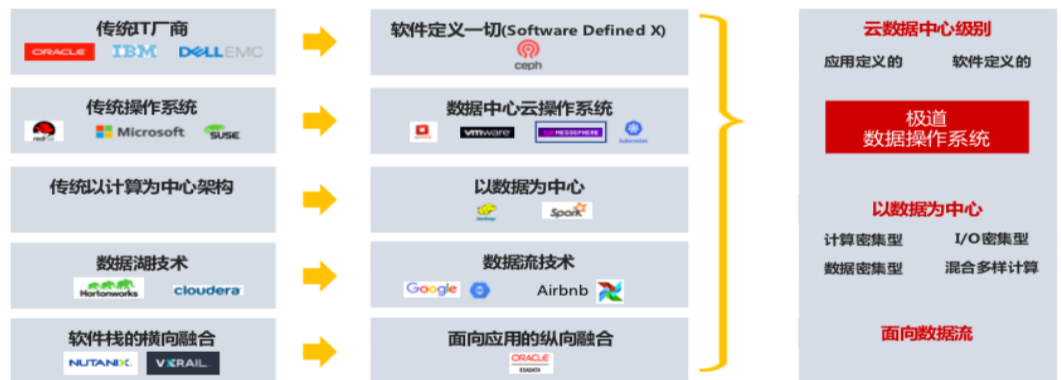 传统IT厂商
ORACLE IBM DELLEMC
软件定义一切(Software Defined X)
ceph
传统操作系统
redhat Microsoft SUSE
数据中心云操作系统
vmware MESOSPHERE kubernetes
传统以计算为中心架构
以数据为中心
Spark
数据湖技术
Hortonworks cloudera
数据流技术
Google Airbnb
软件栈的横向融合
NUTANIX VXRAIL
面向应用的纵向融合
ORACLE
EXADATA
云数据中心级别
应用定义的 软件定义的
极道
数据操作系统
以数据为中心
计算密集型 I/O密集型
数据密集型 混合多样计算
面向数据流